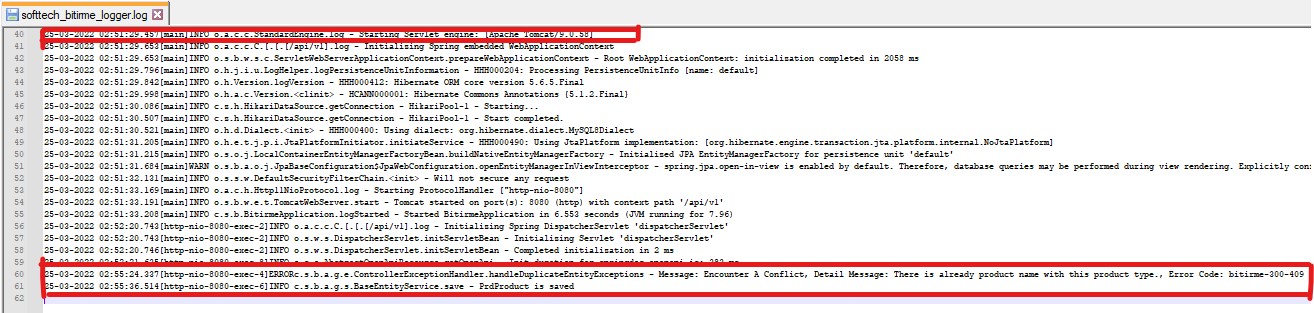 softtech_bitime_logger.log
40 25-03-2022 02:51:29.457[main]INFO o.a.c.c.StandardEngine.log - Starting Servlet engine: [Apache Tomcat/9.0.58]
41 25-03-2022 02:51:29.653[main]INFO o.a.c.c.C.[.[.[/api/v1].log - Initializing Spring embedded WebApplicationContext
42 25-03-2022 02:51:29.653[main]INFO o.s.b.w.s.c.ServletWebServerApplicationContext.prepareWebApplicationContext - Root WebApplicationContext: initialization completed in 2058 ms
43 25-03-2022 02:51:29.796[main]INFO o.h.j.i.u.LogHelper.logPersistenceUnitInformation - HHH000204: Processing PersistenceUnitInfo [name: default]
44 25-03-2022 02:51:29.842[main]INFO o.h.Version.logVersion - HHH000412: Hibernate ORM core version 5.6.5.Final
45 25-03-2022 02:51:29.998[main]INFO o.h.a.c.Version.<clinit> - HCANN000001: Hibernate Commons Annotations {5.1.2.Final}
46 25-03-2022 02:51:30.086[main]INFO c.z.h.HikariDataSource.getConnection - HikariPool-1 - Starting...
47 25-03-2022 02:51:30.507[main]INFO c.z.h.HikariDataSource.getConnection - HikariPool-1 - Start completed.
48 25-03-2022 02:51:30.521[main]INFO o.h.d.Dialect.<init> - HHH000400: Using dialect: org.hibernate.dialect.MySQL8Dialect
49 25-03-2022 02:51:31.205[main]INFO o.h.e.t.j.p.i.JtaPlatformInitiator.initiateService - HHH000490: Using JtaPlatform implementation: [org.hibernate.engine.transaction.jta.platform.internal.NoJtaPlatform]
50 25-03-2022 02:51:31.215[main]INFO o.s.o.j.LocalContainerEntityManagerFactoryBean.buildNativeEntityManagerFactory - Initialized JPA EntityManagerFactory for persistence unit 'default'
51 25-03-2022 02:51:31.684[main]WARN o.s.b.a.o.j.JpaBaseConfiguration$JpaWebConfiguration.openEntityManagerInViewInterceptor - spring.jpa.open-in-view is enabled by default. Therefore, database queries may be performed during view rendering. Explicitly con
52 25-03-2022 02:51:32.131[main]INFO o.s.s.w.DefaultSecurityFilterChain.<init> - Will not secure any request
53 25-03-2022 02:51:33.169[main]INFO o.a.c.h.Http11NioProtocol.log - Starting ProtocolHandler ["http-nio-8080"]
54 25-03-2022 02:51:33.191[main]INFO o.s.b.w.e.t.TomcatWebServer.start - Tomcat started on port(s): 8080 (http) with context path '/api/v1'
55 25-03-2022 02:51:33.208[main]INFO c.s.b.BitirmeApplication.logStarted - Started BitirmeApplication in 6.553 seconds (JVM running for 7.96)
56 25-03-2022 02:52:20.743[http-nio-8080-exec-2]INFO o.a.c.c.C.[.[.[/api/v1].log - Initializing Spring DispatcherServlet 'dispatcherServlet'
57 25-03-2022 02:52:20.743[http-nio-8080-exec-2]INFO o.s.w.s.DispatcherServlet.initServletBean - Initializing Servlet 'dispatcherServlet'
58 25-03-2022 02:52:20.746[http-nio-8080-exec-2]INFO o.s.w.s.DispatcherServlet.initServletBean - Completed initialization in 2 ms
59
60 25-03-2022 02:55:24.337[http-nio-8080-exec-4]ERRORc.s.b.a.g.e.ControllerExceptionHandler.handleDuplicateEntityExceptions - Message: Encounter A Conflict, Detail Message: There is already product name with this product type., Error Code: bitirme-300-409
61 25-03-2022 02:55:36.514[http-nio-8080-exec-6]INFO c.s.b.a.g.s.BaseEntityService.save - PrdProduct is saved
62